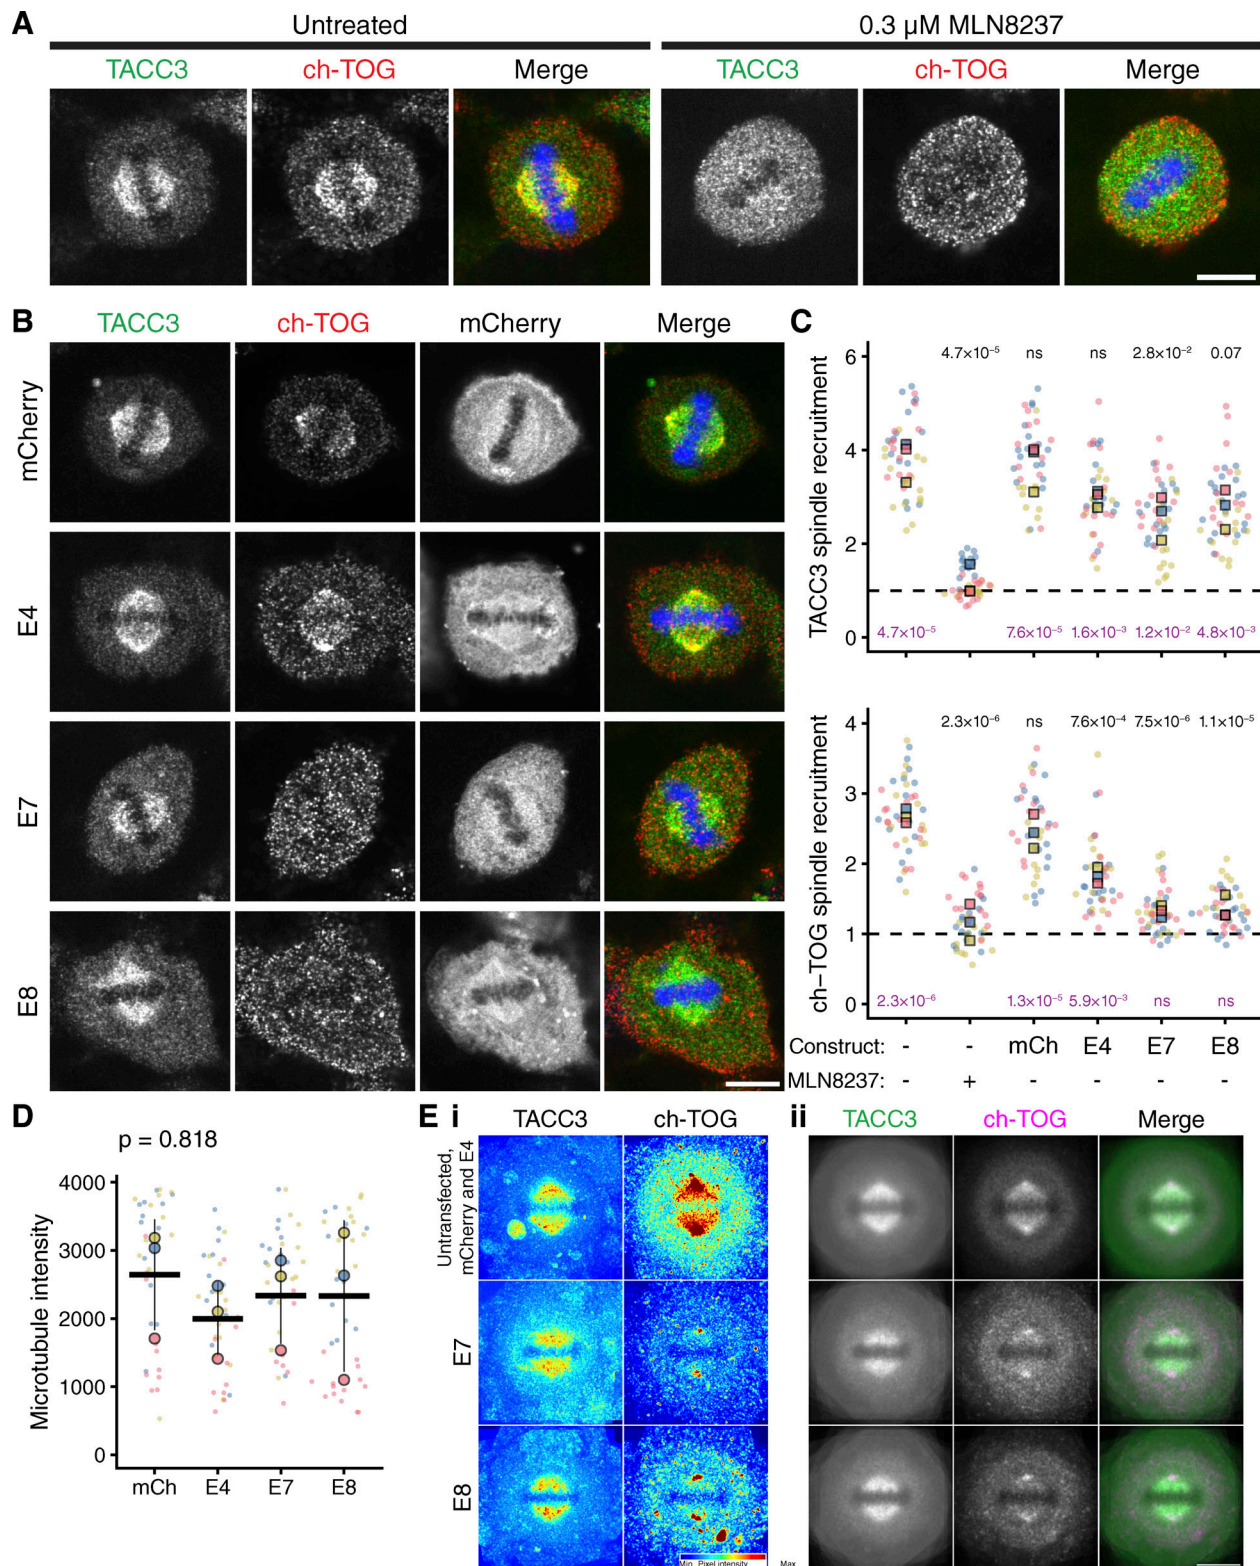 A
Untreated
0.3 µM MLN8237
TACC3 ch-TOG Merge TACC3 ch-TOG Merge
B
TACC3 ch-TOG mCherry Merge
mCherry
E4
E7
E8
C
TACC3 spindle recruitment
6
4
2
0
4.7×10⁻⁵ ns ns 2.8×10⁻² 0.07
4.7×10⁻⁵ 7.6×10⁻⁵ 1.6×10⁻³ 1.2×10⁻² 4.8×10⁻³
ch-TOG spindle recruitment
4
3
2
1
0
2.3×10⁻⁶ ns 7.6×10⁻⁴ 7.5×10⁻⁶ 1.1×10⁻⁵
2.3×10⁻⁶ 1.3×10⁻⁵ 5.9×10⁻³ ns ns
Construct: - - mCh E4 E7 E8
MLN8237: - + - - - -
D
p = 0.818
Microtubule intensity
4000
3000
2000
1000
0
mCh E4 E7 E8
E i
TACC3 ch-TOG
Untransfected,
mCherry and E4
E7
E8
Min Pixel intensity Max
ii
TACC3 ch-TOG Merge